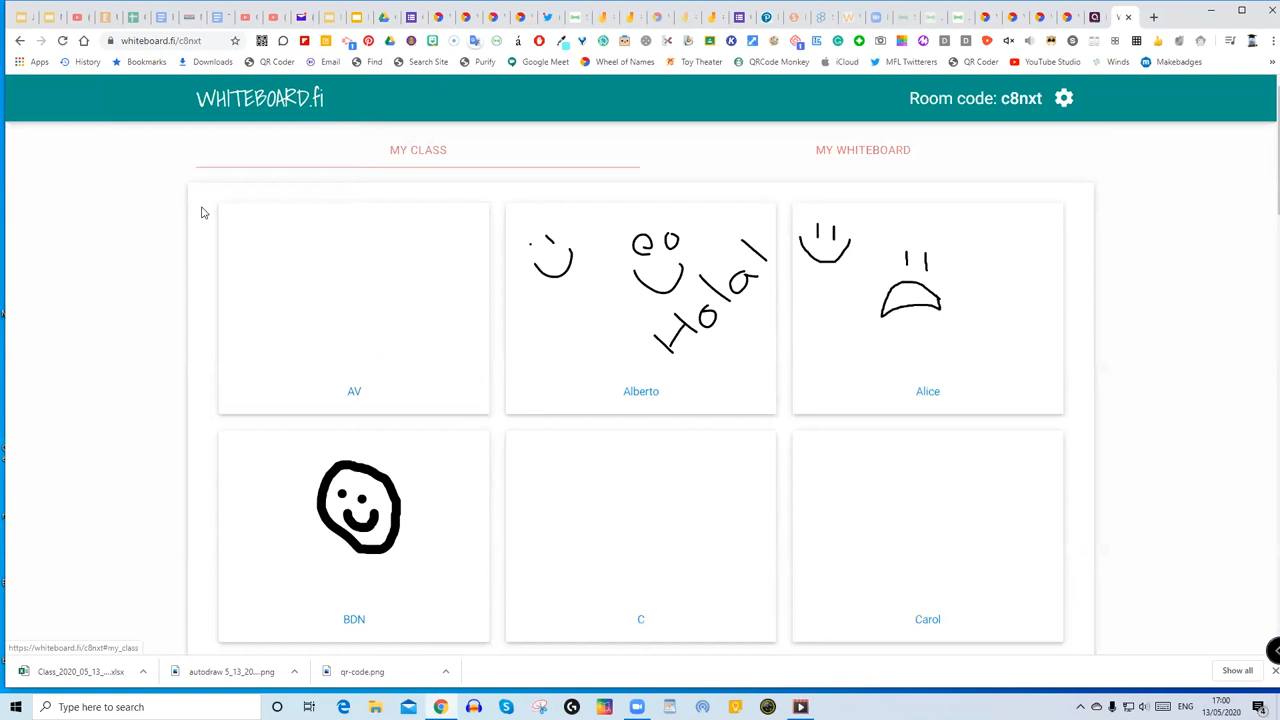 whiteboard.fi/c8nxt
Apps History Bookmarks Downloads QR Coder Email Find Search Site Purify Google Meet Wheel of Names Toy Theater QRCode Monkey iCloud MFL Twitterers QR Coder YouTube Studio Winds Makebadges »
WHITEBOARD.fi
Room code: c8nxt
MY CLASS
MY WHITEBOARD
Hola!
AV
Alberto
Alice
BDN
C
Carol
https://whiteboard.fi/c8nxt#my_class
Class_2020_05_13_....xlsx
autodraw 5_13_20....png
qr-code.png
Show all
Type here to search
ENG
17:00
13/05/2020
4